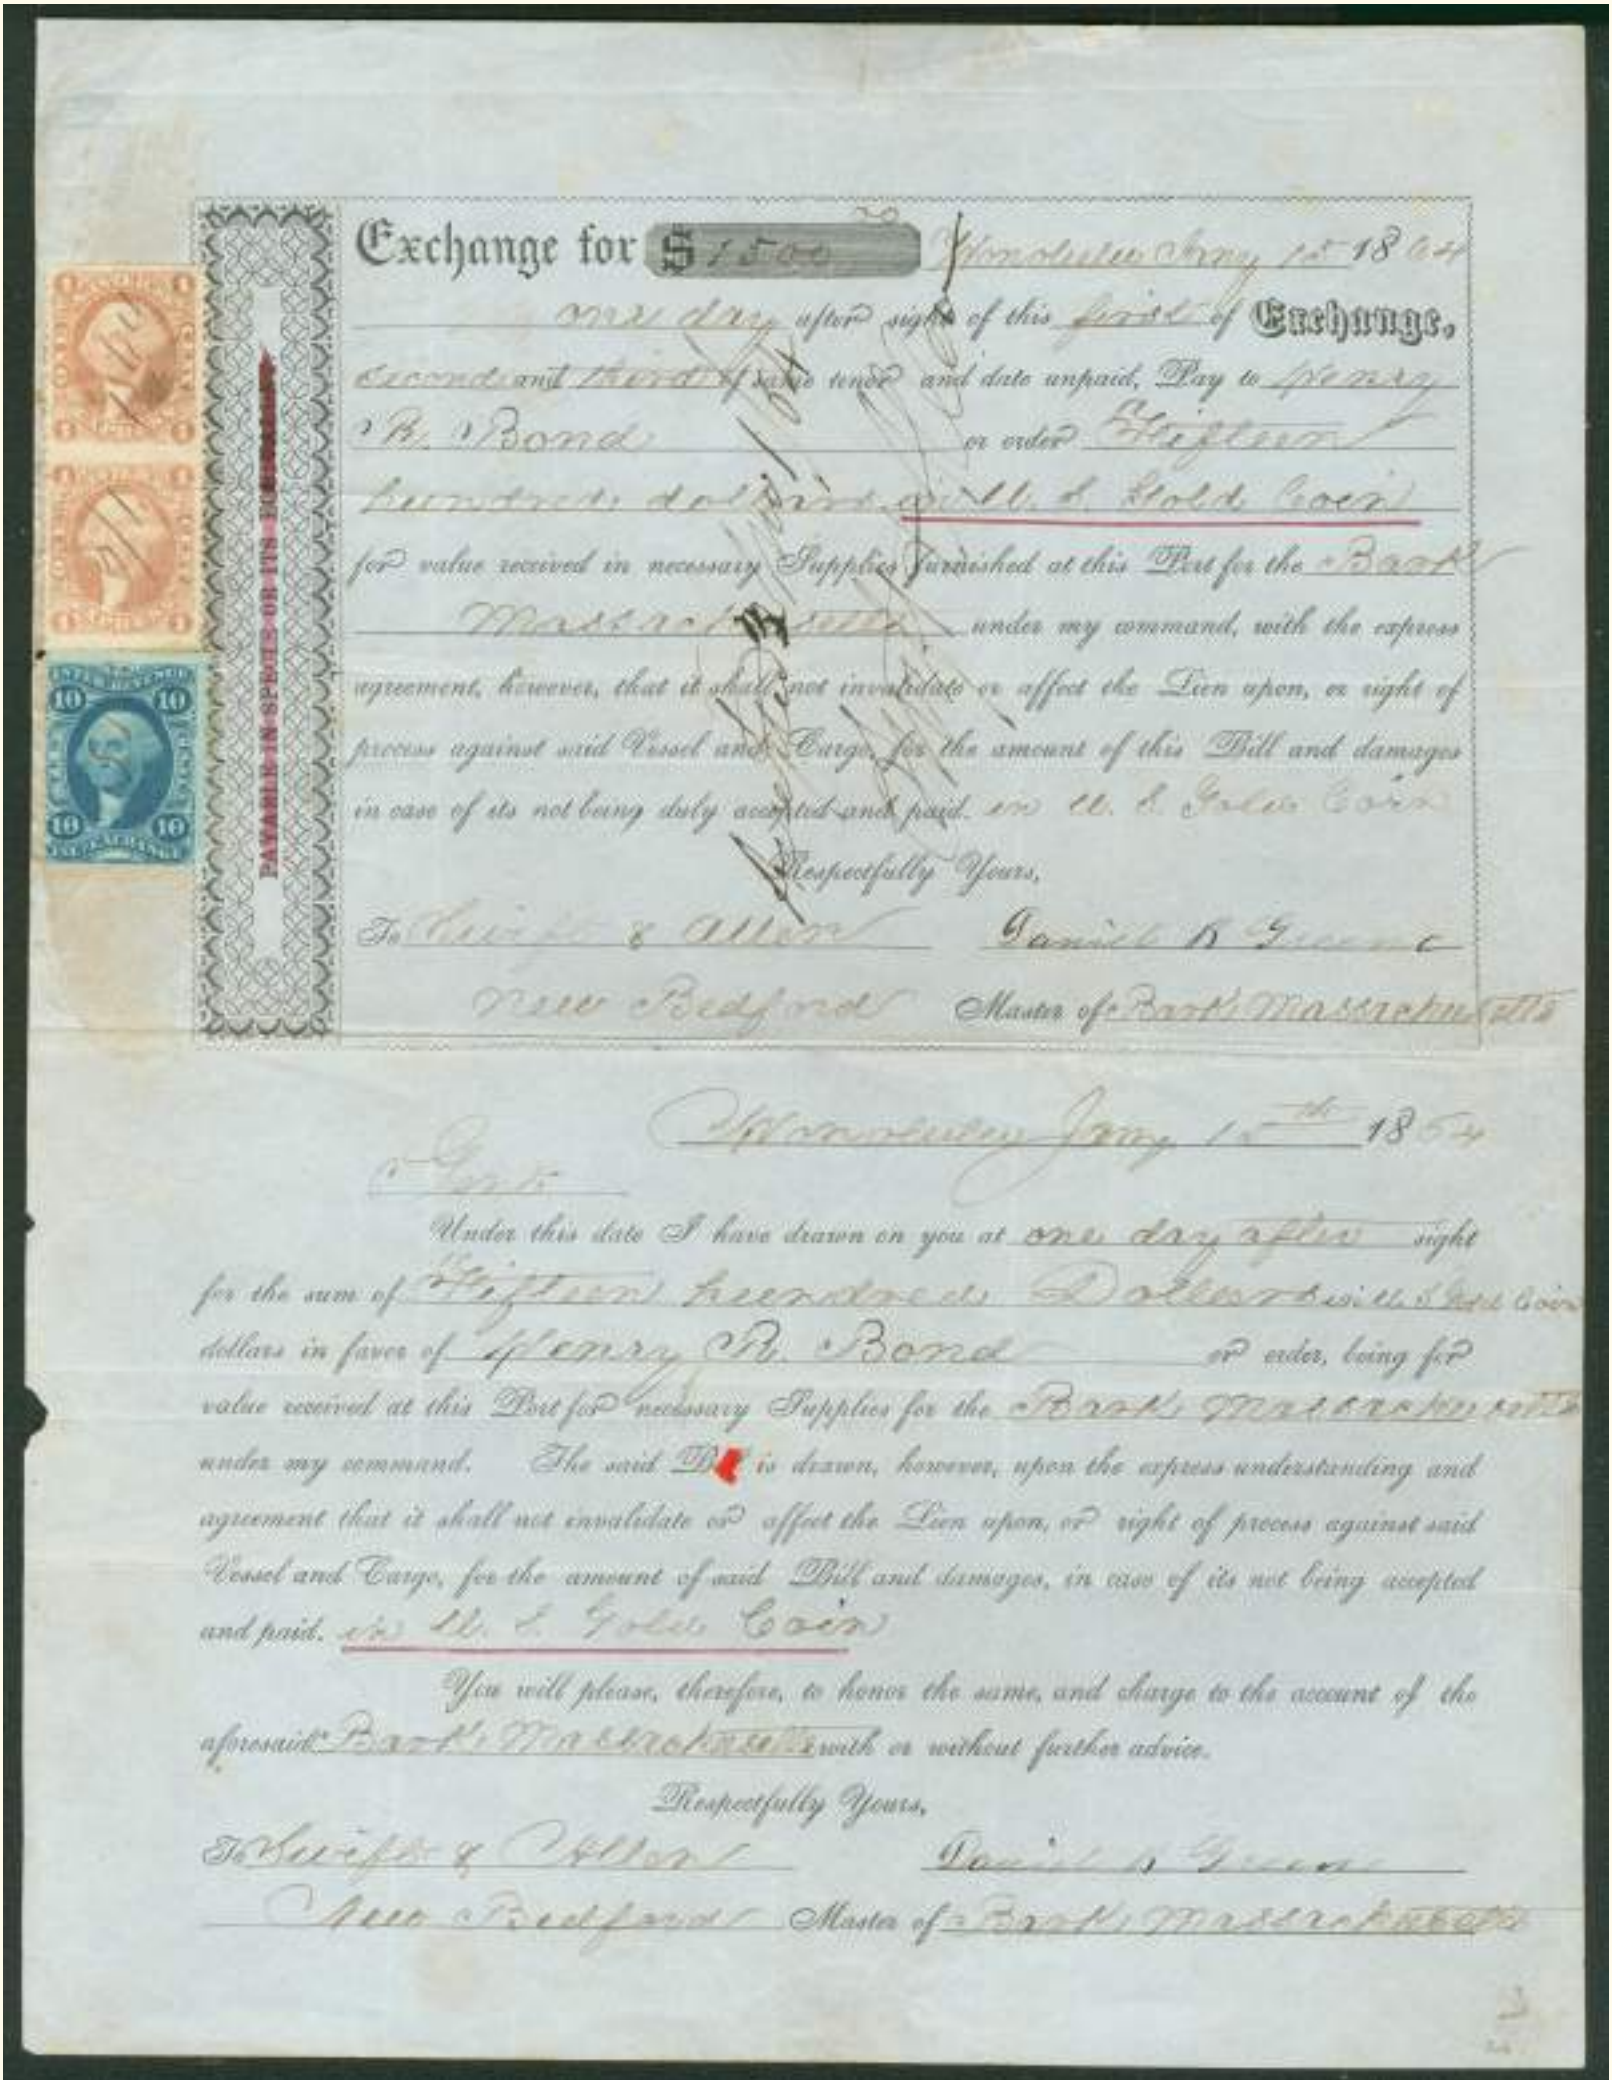 Exchange for $ 1500 Honolulu Jany 15 1864
one day after sight of this first of Exchange,
second and third of same tenor and date unpaid, Pay to Henry
R. Bond or order Fifteen
hundred dollars in U. S. Gold Coin
for value received in necessary Supplies furnished at this Port for the Bark
Massachusetts under my command, with the express
agreement, however, that it shall not invalidate or affect the Lien upon, or right of
process against said Vessel and Cargo, for the amount of this Bill and damages
in case of its not being duly accepted and paid. in U. S. Gold Coin
Respectfully Yours,
To Swift & Allen Daniel B Greene
New Bedford Master of Bark Massachusetts
PAYABLE IN SPECIE OR ITS
10 10
10 10
Honolulu Jany 15th 1864
Gents
Under this date I have drawn on you at one day after sight
for the sum of Fifteen hundred Dollars in U. S Gold Coin
dollars in favor of Henry R. Bond or order, being for
value received at this Port for necessary Supplies for the Bark Massachusetts
under my command. The said is drawn, however, upon the express understanding and
agreement that it shall not invalidate or affect the Lien upon, or right of process against said
Vessel and Cargo, for the amount of said Bill and damages, in case of its not being accepted
and paid. in U. S. Gold Coin
You will please, therefore, to honor the same, and charge to the account of the
aforesaid Bark Massachusetts with or without further advice.
Respectfully Yours,
To Swift & Allen Daniel B Greene
New Bedford Master of Bark Massachusetts